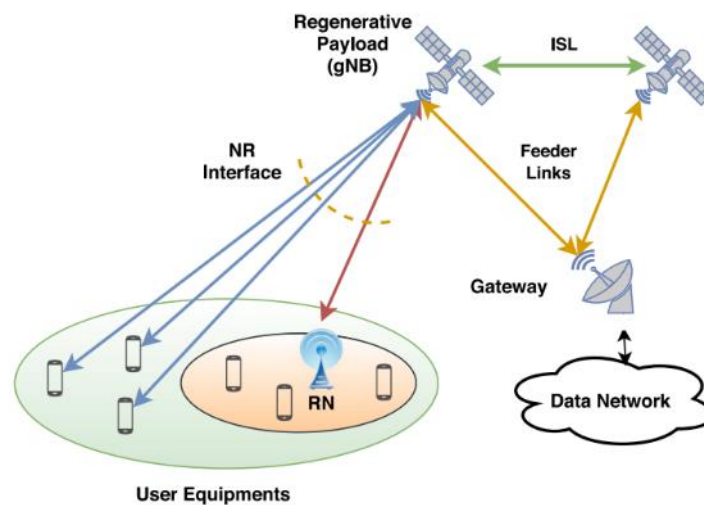 Regenerative
Payload
(gNB)
ISL
NR
Interface
Feeder
Links
Gateway
RN
Data Network
User Equipments